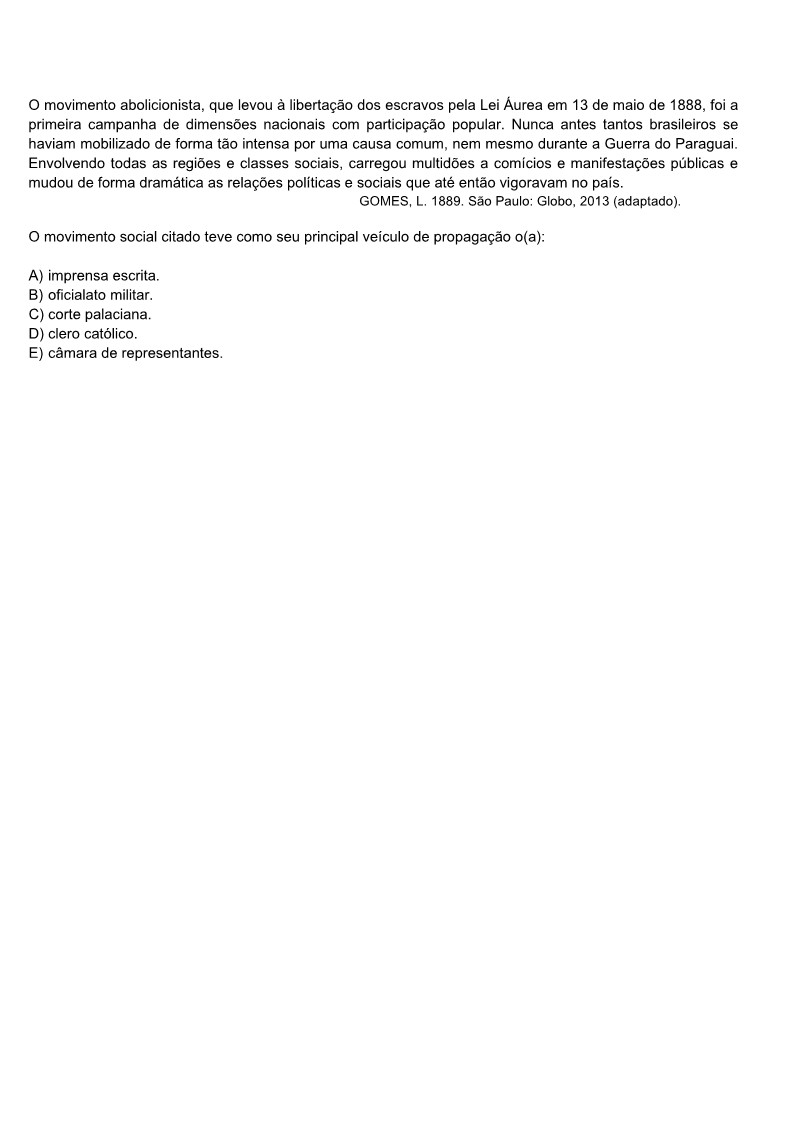 O movimento abolicionista, que levou à libertação dos escravos pela Lei Áurea em 13 de maio de 1888, foi a
primeira campanha de dimensões nacionais com participação popular. Nunca antes tantos brasileiros se
haviam mobilizado de forma tão intensa por uma causa comum, nem mesmo durante a Guerra do Paraguai.
Envolvendo todas as regiões e classes sociais, carregou multidões a comícios e manifestações públicas e
mudou de forma dramática as relações políticas e sociais que até então vigoravam no país.
GOMES, L. 1889. São Paulo: Globo, 2013 (adaptado).
O movimento social citado teve como seu principal veículo de propagação o(a):
A) imprensa escrita.
B) oficialato militar.
C) corte palaciana.
D) clero católico.
E) câmara de representantes.